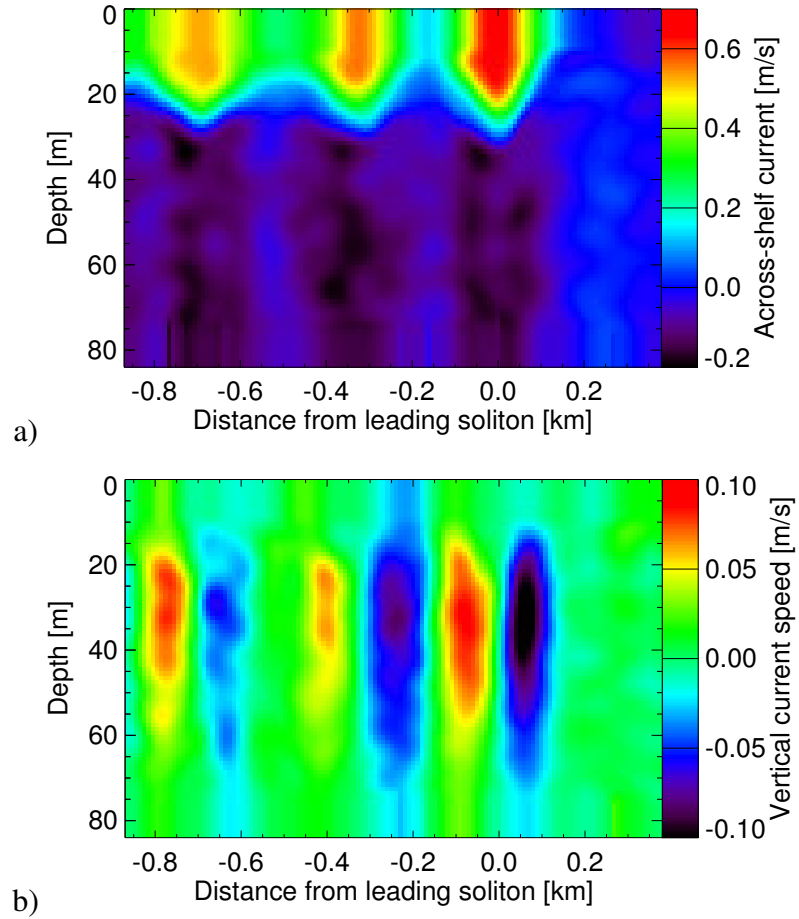 0
20
40
60
80
Depth [m]
-0.8 -0.6 -0.4 -0.2 0.0 0.2
Distance from leading soliton [km]
0.6
0.4
0.2
0.0
-0.2
Across-shelf current [m/s]
a)
0
20
40
60
80
Depth [m]
-0.8 -0.6 -0.4 -0.2 0.0 0.2
Distance from leading soliton [km]
0.10
0.05
0.00
-0.05
-0.10
Vertical current speed [m/s]
b)